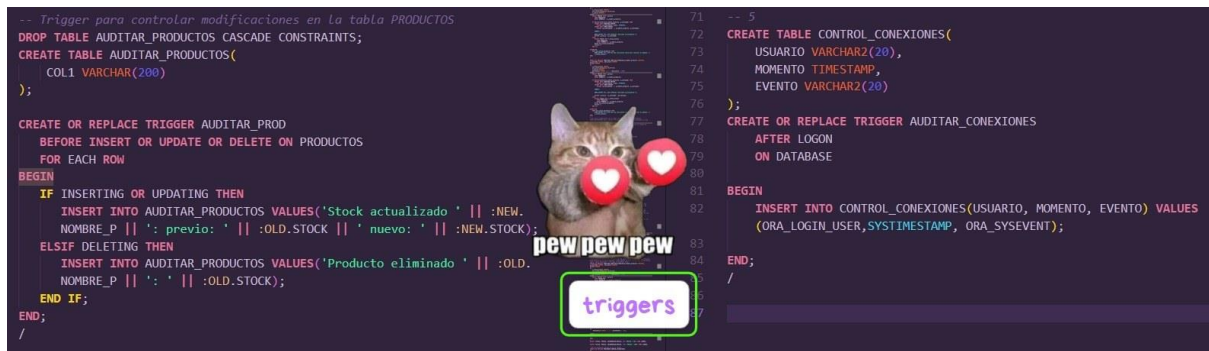 -- Trigger para controlar modificaciones en la tabla PRODUCTOS
DROP TABLE AUDITAR_PRODUCTOS CASCADE CONSTRAINTS;
CREATE TABLE AUDITAR_PRODUCTOS(
COL1 VARCHAR(200)
);
CREATE OR REPLACE TRIGGER AUDITAR_PROD
BEFORE INSERT OR UPDATE OR DELETE ON PRODUCTOS
FOR EACH ROW
BEGIN
IF INSERTING OR UPDATING THEN
INSERT INTO AUDITAR_PRODUCTOS VALUES('Stock actualizado ' || :NEW.
NOMBRE_P || ': previo: ' || :OLD.STOCK || ' nuevo: ' || :NEW.STOCK);
ELSIF DELETING THEN
INSERT INTO AUDITAR_PRODUCTOS VALUES('Producto eliminado ' || :OLD.
NOMBRE_P || ': ' || :OLD.STOCK);
END IF;
END;
/
pew pew pew
triggers
71 -- 5
72 CREATE TABLE CONTROL_CONEXIONES(
73 USUARIO VARCHAR2(20),
74 MOMENTO TIMESTAMP,
75 EVENTO VARCHAR2(20)
76 );
77 CREATE OR REPLACE TRIGGER AUDITAR_CONEXIONES
78 AFTER LOGON
79 ON DATABASE
80
81 BEGIN
82 INSERT INTO CONTROL_CONEXIONES(USUARIO, MOMENTO, EVENTO) VALUES
(ORA_LOGIN_USER,SYSTIMESTAMP, ORA_SYSEVENT);
83
84 END;
85 /
86
87